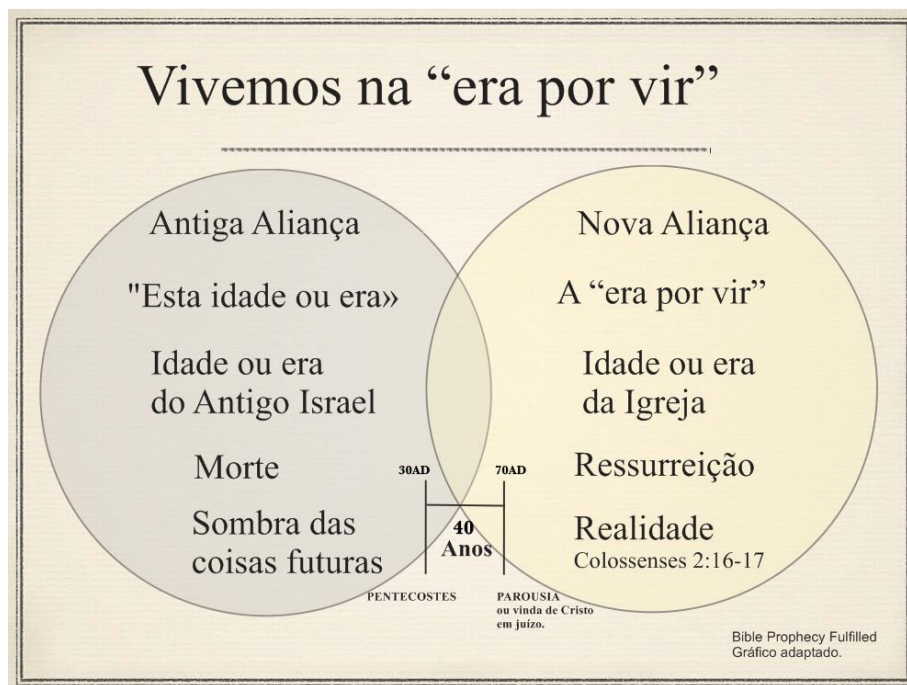 Vivemos na “era por vir”
Antiga Aliança
"Esta idade ou era»
Idade ou era
do Antigo Israel
Morte
Sombra das
coisas futuras
Nova Aliança
A “era por vir”
Idade ou era
da Igreja
Ressurreição
Realidade
Colossenses 2:16-17
30AD
70AD
40
Anos
PENTECOSTES
PAROUSIA
ou vinda de Cristo
em juízo.
Bible Prophecy Fulfilled
Gráfico adaptado.